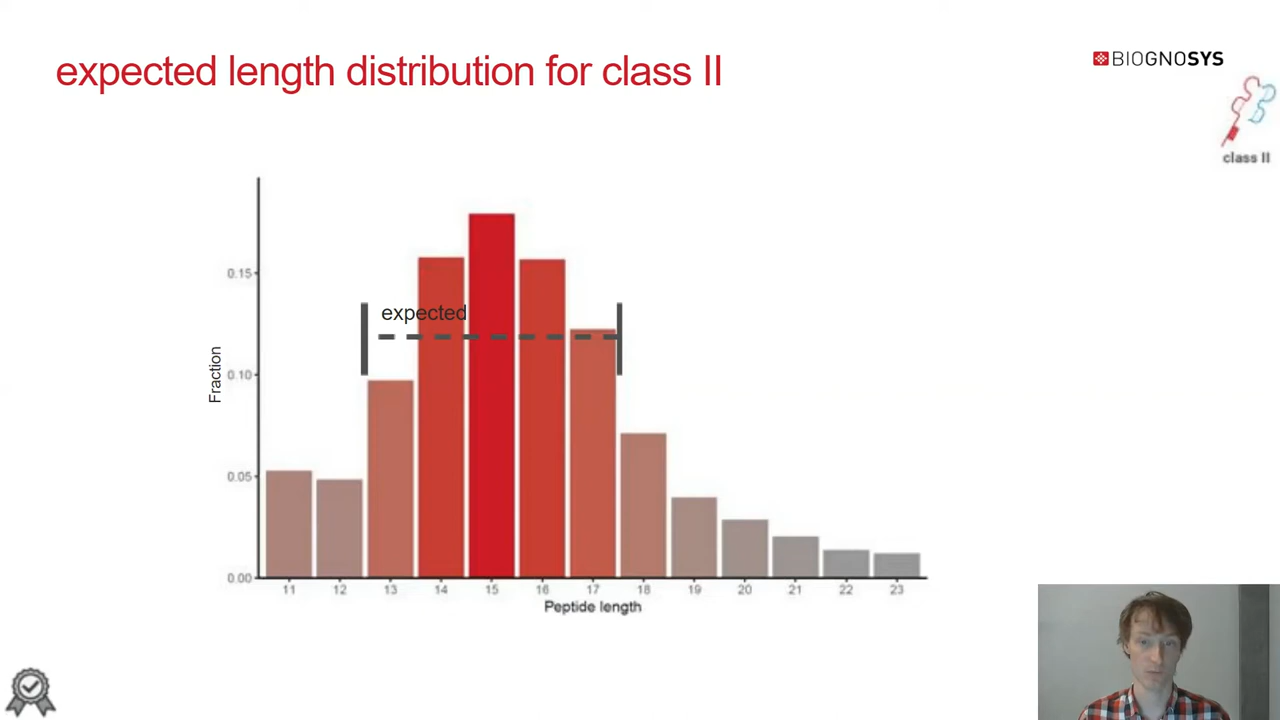 expected length distribution for class II
BIOGNOSYS
class II
expected
Fraction
0.15
0.10
0.05
0.00
11 12 13 14 15 16 17 18 19 20 21 22 23
Peptide length